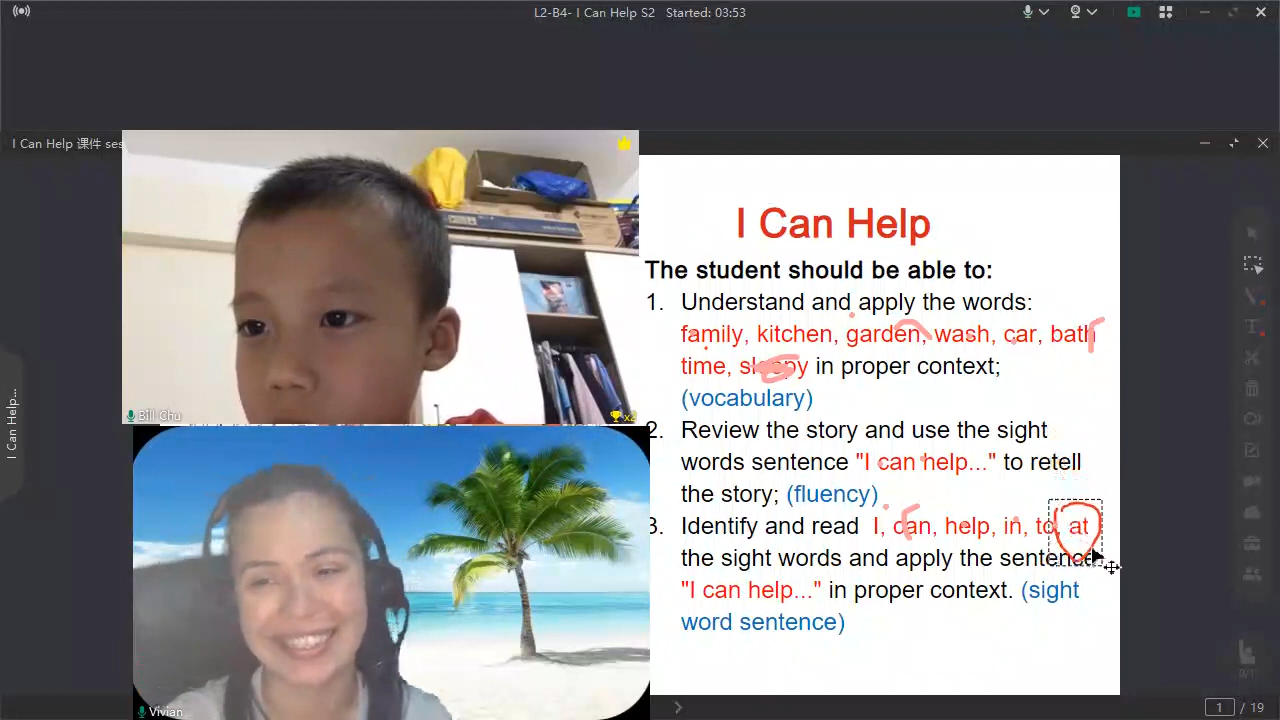 L2-B4- I Can Help S2 Started: 03:53
I Can Help 课件 ses
I Can Help
The student should be able to:
1. Understand and apply the words:
family, kitchen, garden, wash, car, bath
time, sleepy in proper context;
(vocabulary)
2. Review the story and use the sight
words sentence "I can help..." to retell
the story; (fluency)
3. Identify and read I, can, help, in, to, at
the sight words and apply the sentence
"I can help..." in proper context. (sight
word sentence)
I Can Help...
Bill Chu
x2
Vivian
T
0/1
1 / 19